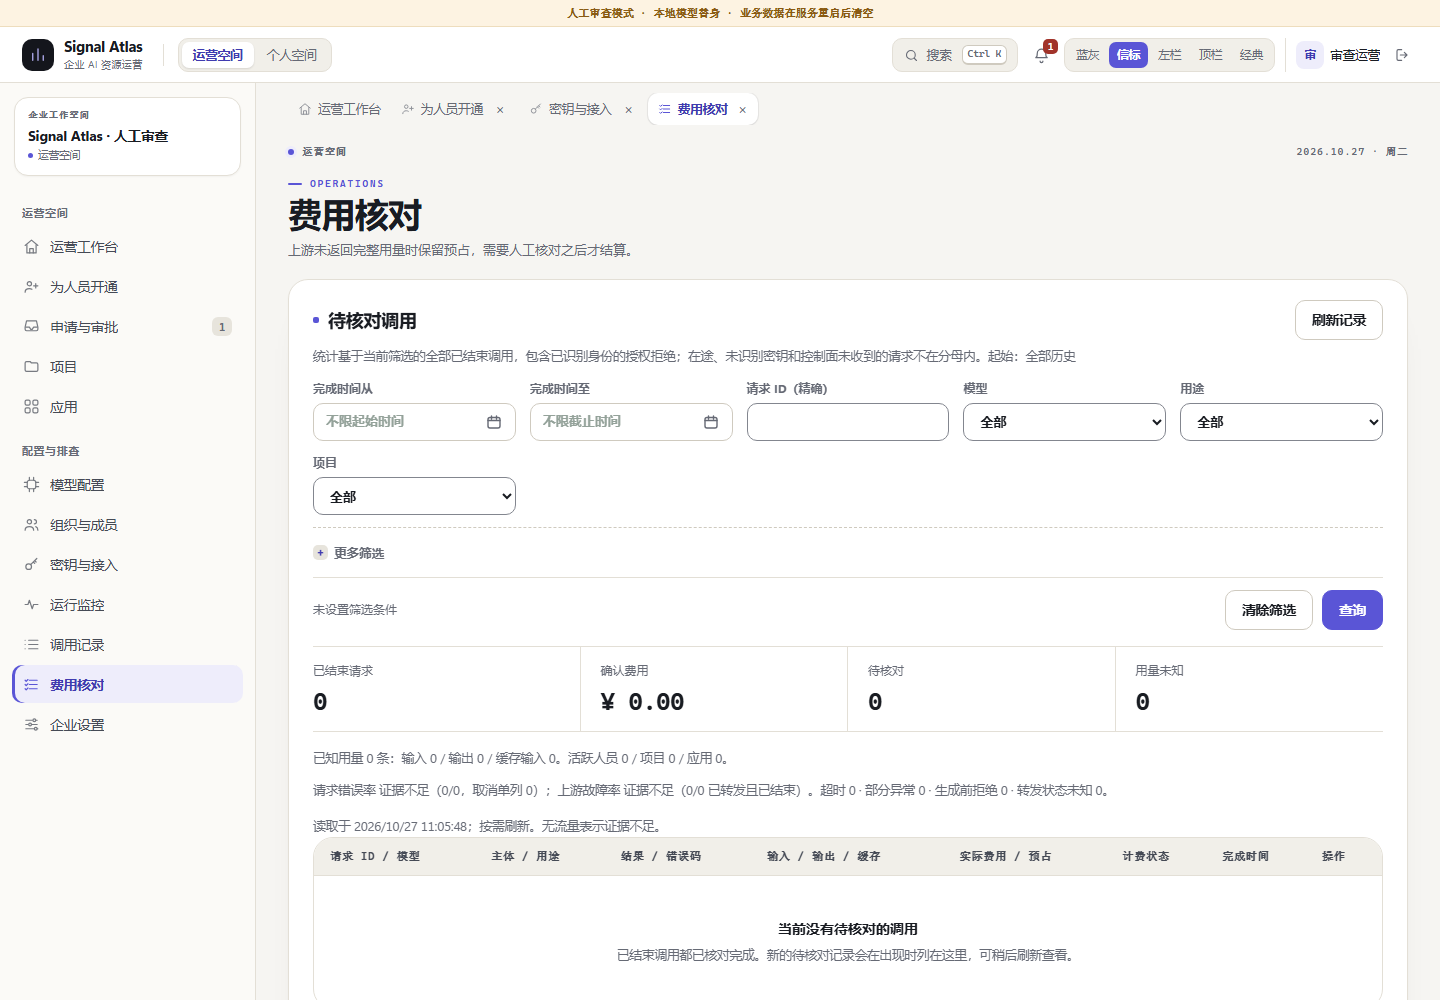 人工审查模式 · 本地模型替身 · 业务数据在服务重启后清空
Signal Atlas
企业 AI 资源运营
运营空间 个人空间
搜索 Ctrl K
1
蓝灰 信标 左栏 顶栏 经典
审 审查运营
企业工作空间
Signal Atlas · 人工审查
运营空间
运营空间
运营工作台
为人员开通
申请与审批 1
项目
应用
配置与排查
模型配置
组织与成员
密钥与接入
运行监控
调用记录
费用核对
企业设置
运营工作台 为人员开通 × 密钥与接入 × 费用核对 ×
运营空间 2026.10.27 · 周二
OPERATIONS
费用核对
上游未返回完整用量时保留预占，需要人工核对之后才结算。
待核对调用 刷新记录
统计基于当前筛选的全部已结束调用，包含已识别身份的授权拒绝；在途、未识别密钥和控制面未收到的请求不在分母内。起始：全部历史
完成时间从 完成时间至 请求 ID（精确） 模型 用途
不限起始时间 不限截止时间 全部 全部
项目
全部
+ 更多筛选
未设置筛选条件 清除筛选 查询
已结束请求 确认费用 待核对 用量未知
0 ¥ 0.00 0 0
已知用量 0 条：输入 0 / 输出 0 / 缓存输入 0。活跃人员 0 / 项目 0 / 应用 0。
请求错误率 证据不足（0/0，取消单列 0）；上游故障率 证据不足（0/0 已转发且已结束）。超时 0 · 部分异常 0 · 生成前拒绝 0 · 转发状态未知 0。
读取于 2026/10/27 11:05:48；按需刷新。无流量表示证据不足。
请求 ID / 模型 主体 / 用途 结果 / 错误码 输入 / 输出 / 缓存 实际费用 / 预占 计费状态 完成时间 操作
当前没有待核对的调用
已结束调用都已核对完成。新的待核对记录会在出现时列在这里，可稍后刷新查看。